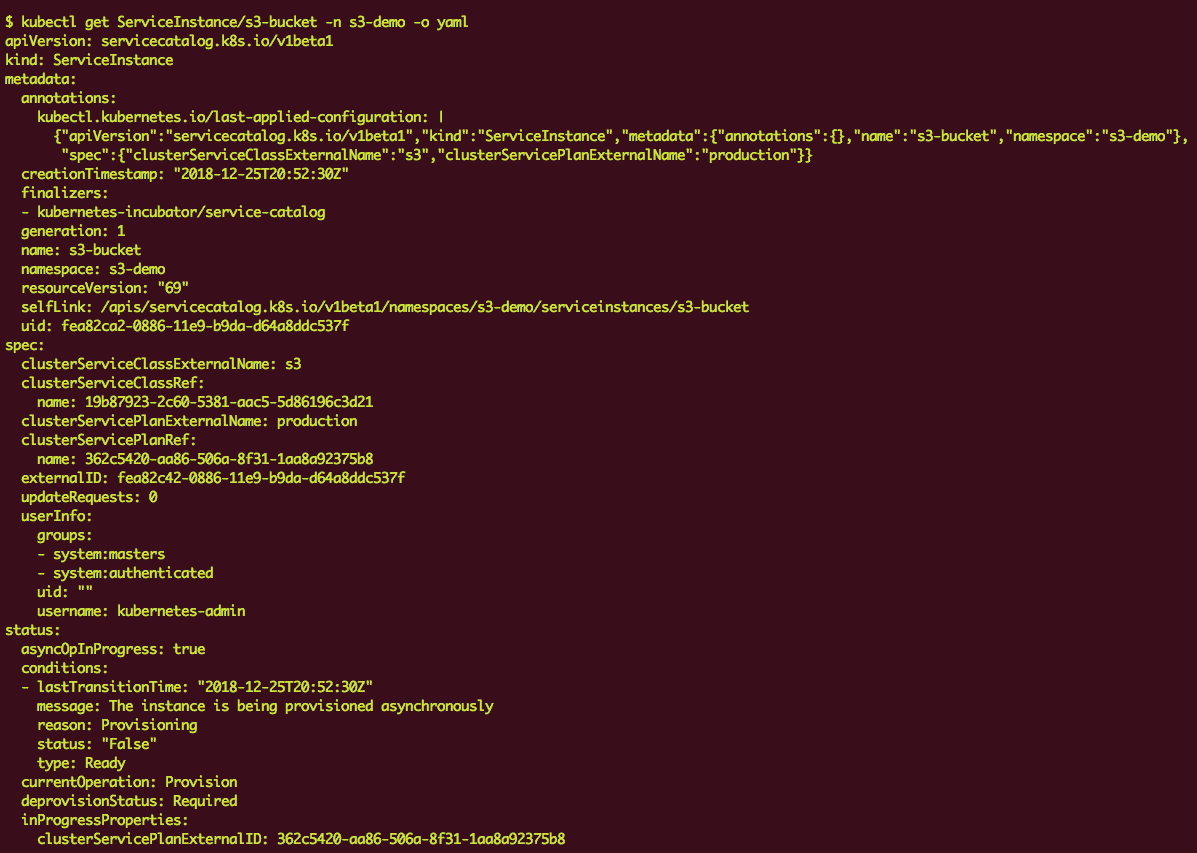 $ kubectl get ServiceInstance/s3-bucket -n s3-demo -o yaml
apiVersion: servicecatalog.k8s.io/v1beta1
kind: ServiceInstance
metadata:
  annotations:
    kubectl.kubernetes.io/last-applied-configuration: |
      {"apiVersion":"servicecatalog.k8s.io/v1beta1","kind":"ServiceInstance","metadata":{"annotations":{},"name":"s3-bucket","namespace":"s3-demo"},
       "spec":{"clusterServiceClassExternalName":"s3","clusterServicePlanExternalName":"production"}}
  creationTimestamp: "2018-12-25T20:52:30Z"
  finalizers:
  - kubernetes-incubator/service-catalog
  generation: 1
  name: s3-bucket
  namespace: s3-demo
  resourceVersion: "69"
  selfLink: /apis/servicecatalog.k8s.io/v1beta1/namespaces/s3-demo/serviceinstances/s3-bucket
  uid: fea82ca2-0886-11e9-b9da-d64a8ddc537f
spec:
  clusterServiceClassExternalName: s3
  clusterServiceClassRef:
    name: 19b87923-2c60-5381-aac5-5d86196c3d21
  clusterServicePlanExternalName: production
  clusterServicePlanRef:
    name: 362c5420-aa86-506a-8f31-1aa8a92375b8
  externalID: fea82c42-0886-11e9-b9da-d64a8ddc537f
  updateRequests: 0
  userInfo:
    groups:
    - system:masters
    - system:authenticated
    uid: ""
    username: kubernetes-admin
status:
  asyncOpInProgress: true
  conditions:
  - lastTransitionTime: "2018-12-25T20:52:30Z"
    message: The instance is being provisioned asynchronously
    reason: Provisioning
    status: "False"
    type: Ready
  currentOperation: Provision
  deprovisionStatus: Required
  inProgressProperties:
    clusterServicePlanExternalID: 362c5420-aa86-506a-8f31-1aa8a92375b8